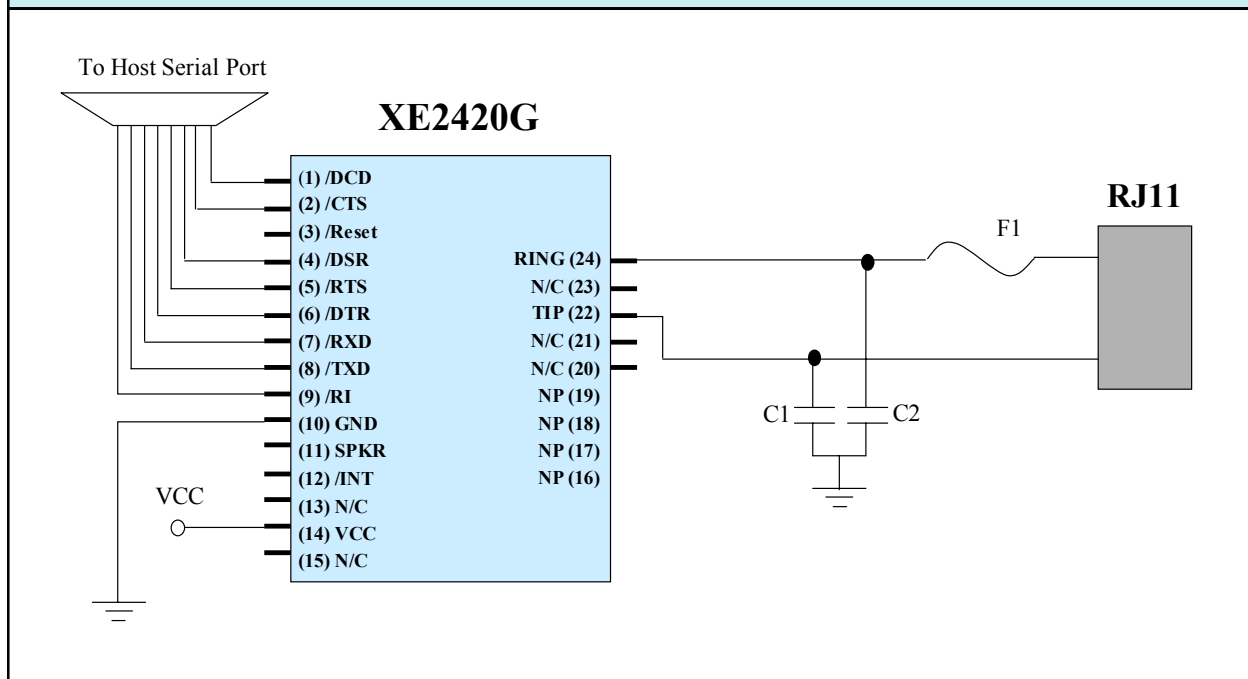 To Host Serial Port
XE2420G
RJ11
(1) /DCD
(2) /CTS
(3) /Reset
(4) /DSR
(5) /RTS
(6) /DTR
(7) /RXD
(8) /TXD
(9) /RI
(10) GND
(11) SPKR
(12) /INT
(13) N/C
(14) VCC
(15) N/C
RING (24)
N/C (23)
TIP (22)
N/C (21)
N/C (20)
NP (19)
NP (18)
NP (17)
NP (16)
F1
C1
C2
VCC